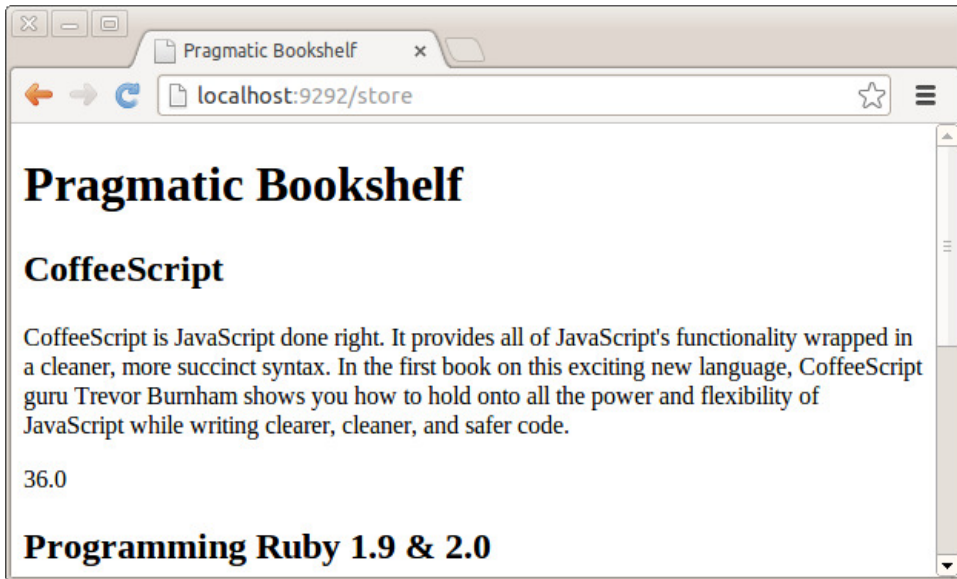 Pragmatic Bookshelf
localhost:9292/store
Pragmatic Bookshelf
CoffeeScript
CoffeeScript is JavaScript done right. It provides all of JavaScript's functionality wrapped in
a cleaner, more succinct syntax. In the first book on this exciting new language, CoffeeScript
guru Trevor Burnham shows you how to hold onto all the power and flexibility of
JavaScript while writing clearer, cleaner, and safer code.
36.0
Programming Ruby 1.9 & 2.0